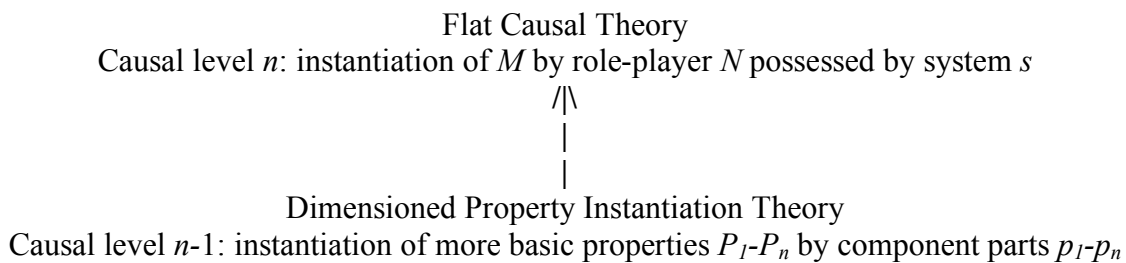 Flat Causal Theory
Causal level n: instantiation of M by role-player N possessed by system s
/|\
|
|
Dimensioned Property Instantiation Theory
Causal level n-1: instantiation of more basic properties P1-Pn by component parts p1-pn